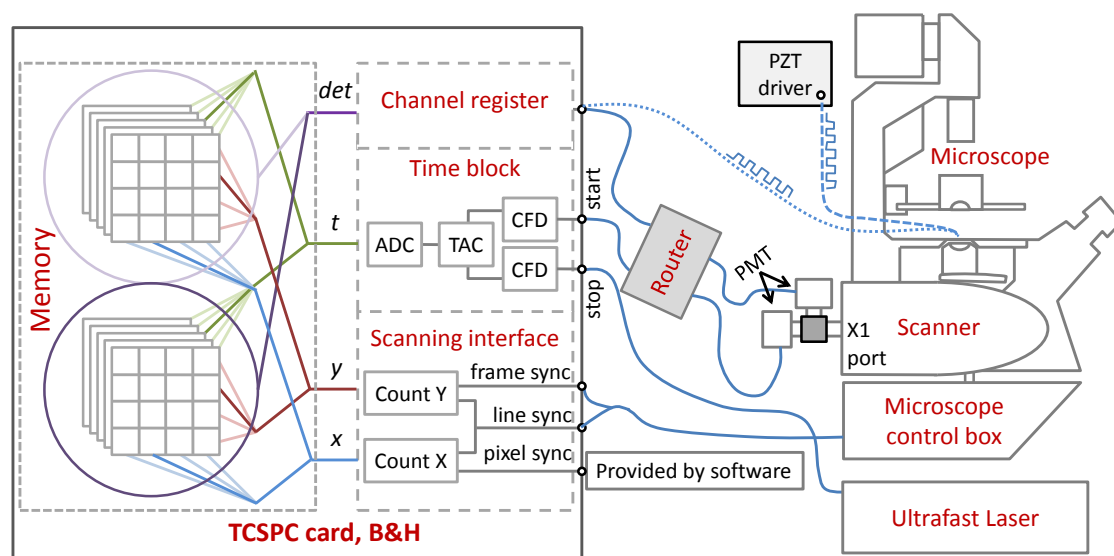 det
Channel register
PZT
driver
Microscope
Time block
start
t
ADC
TAC
CFD
CFD
stop
Memory
Router
PMT
X1
port
Scanner
Scanning interface
y
frame sync
Count Y
line sync
x
Count X
pixel sync
Provided by software
Microscope
control box
Ultrafast Laser
TCSPC card, B&H